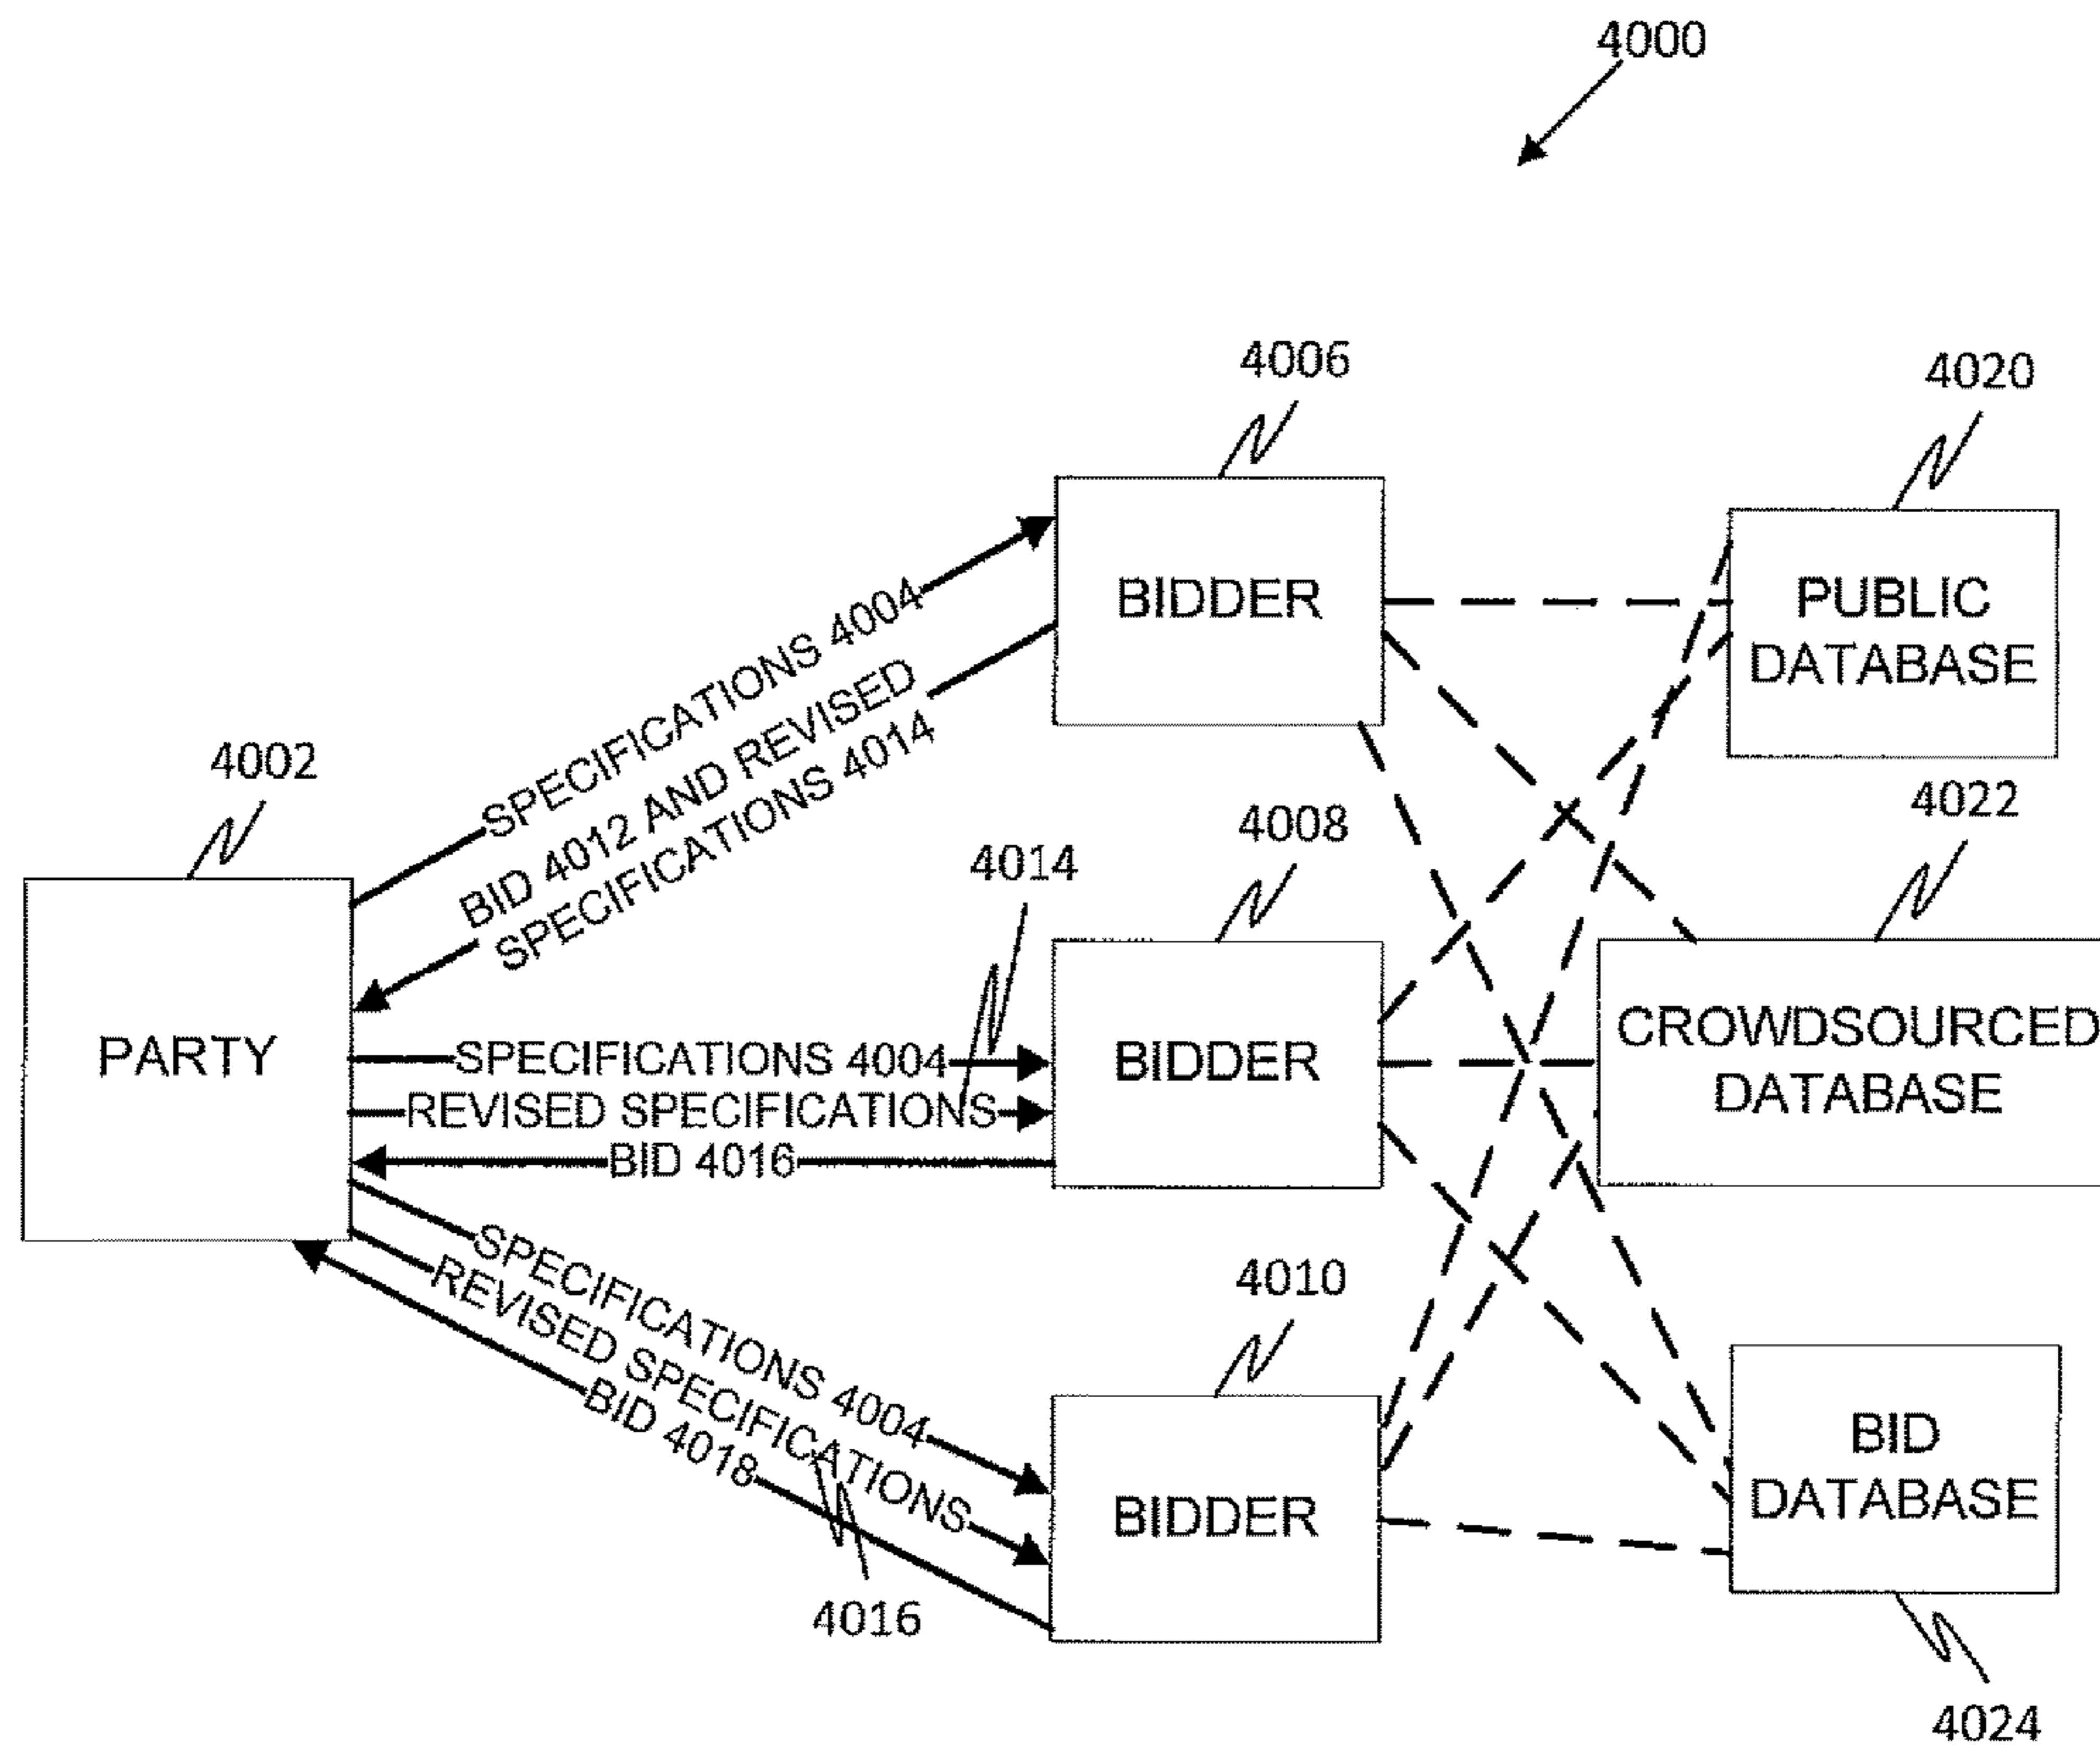 4000
4006
4020
BIDDER
PUBLIC
DATABASE
SPECIFICATIONS 4004
BID 4012 AND REVISED
SPECIFICATIONS 4014
4002
4008
4022
4014
PARTY
SPECIFICATIONS 4004
REVISED SPECIFICATIONS
BID 4016
BIDDER
CROWDSOURCED
DATABASE
4010
SPECIFICATIONS 4004
REVISED SPECIFICATIONS
BID 4018
4016
BIDDER
BID
DATABASE
4024